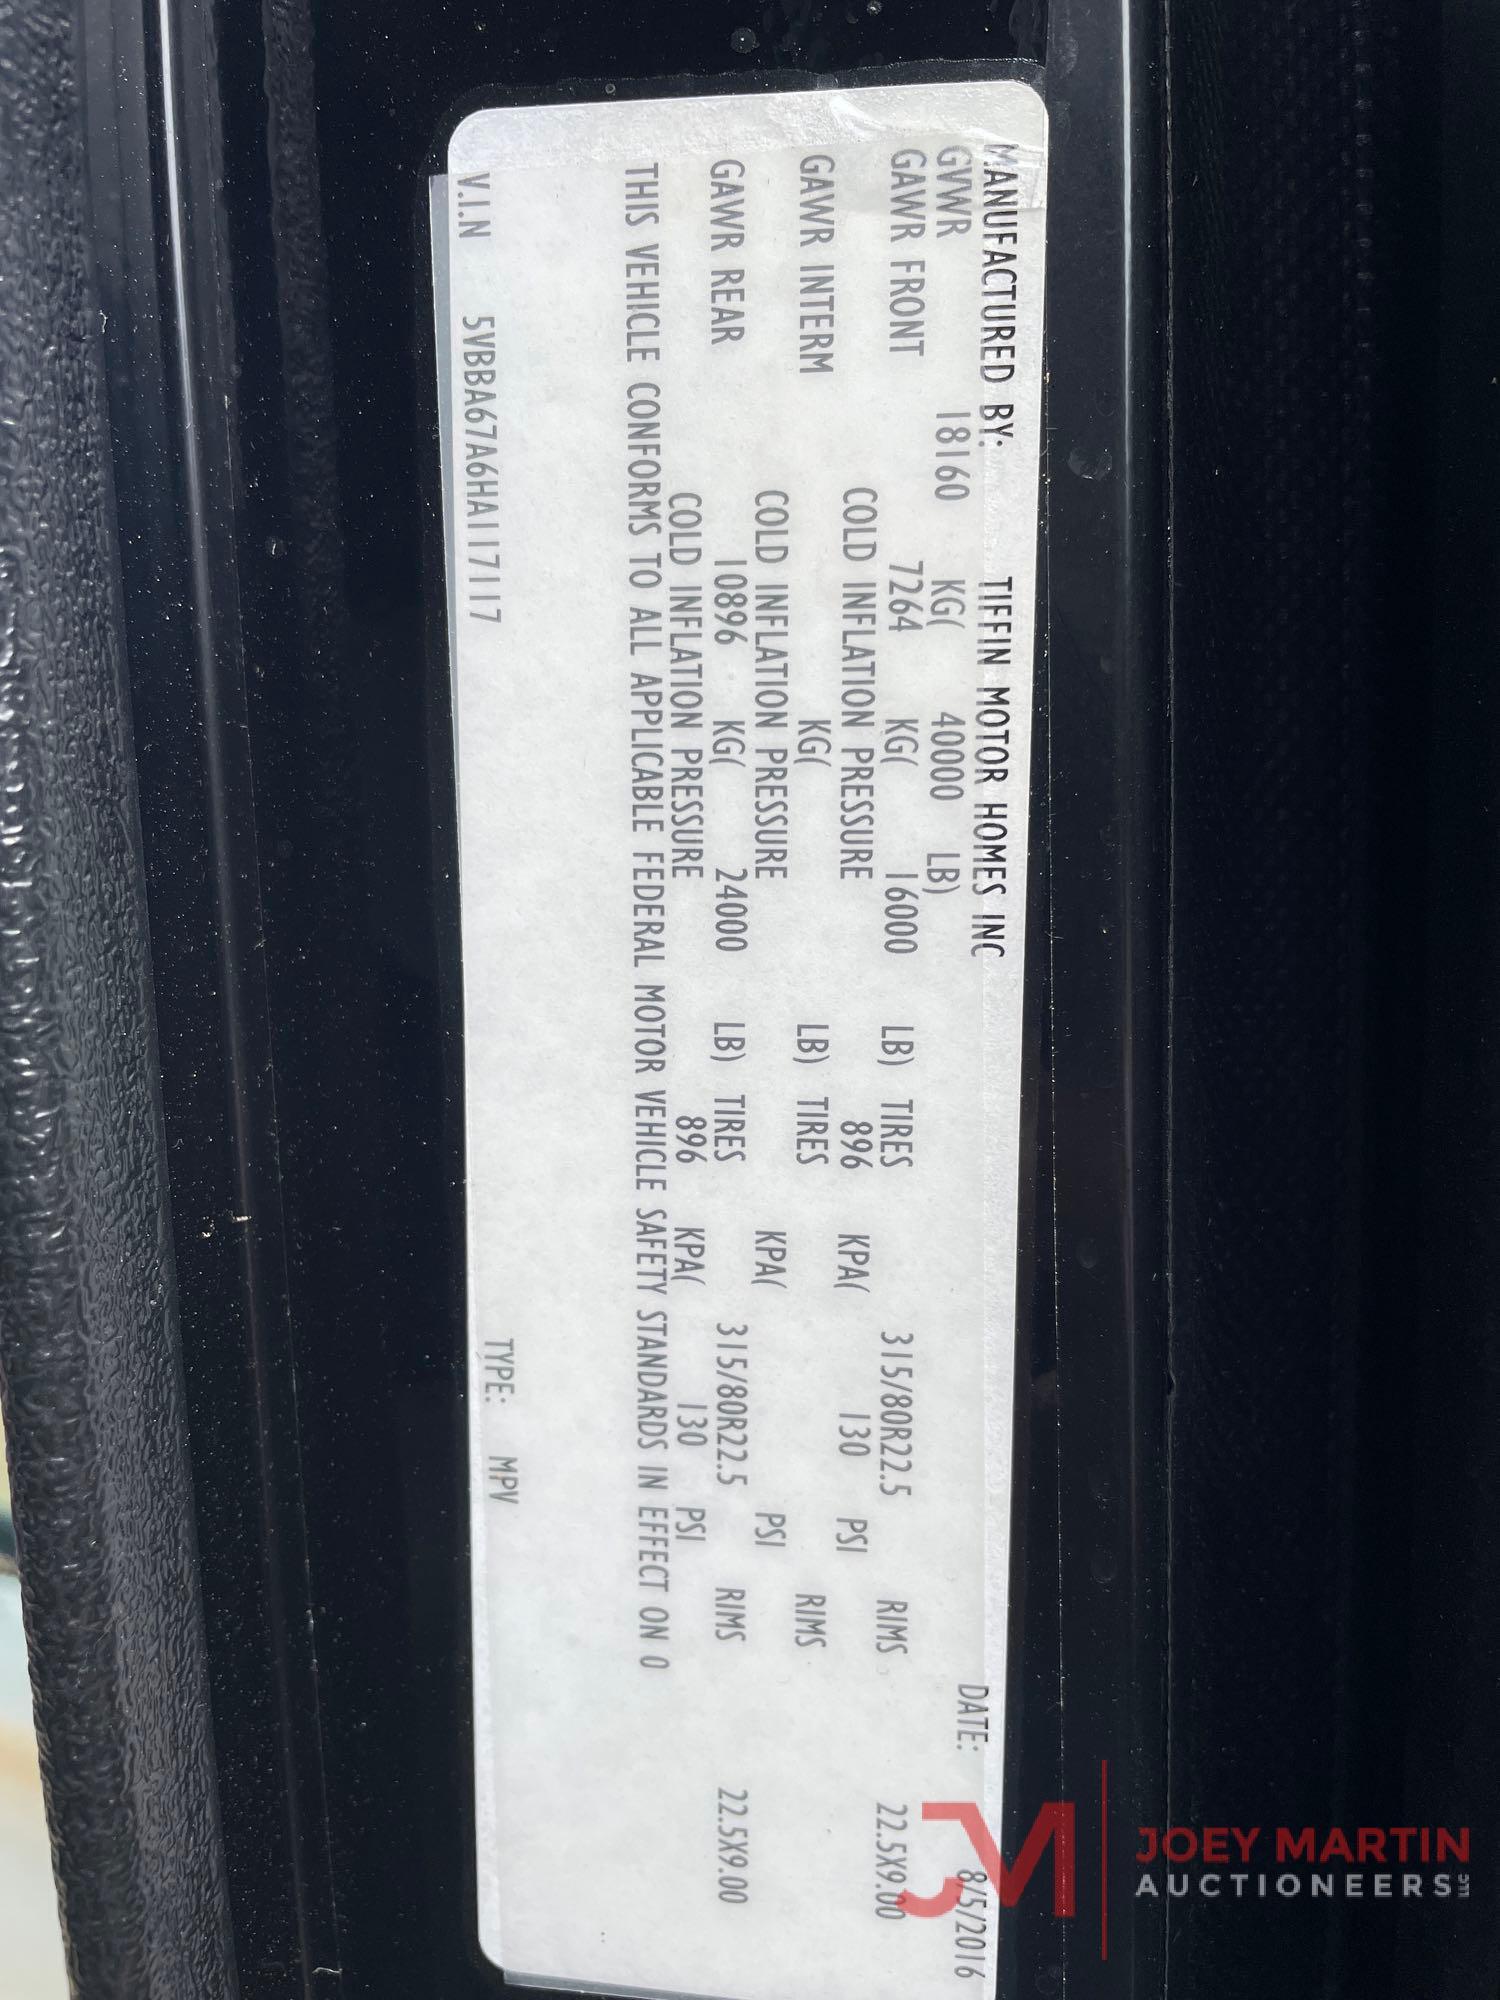 MANUFACTURED BY: TIFFIN MOTOR HOMES INC DATE: 8/5/2016
GVWR 18160 KG( 40000 LB)
GAWR FRONT 7264 KG( 16000 LB) TIRES 315/80R22.5 RIMS 22.5X9.00
COLD INFLATION PRESSURE 896 KPA( 130 PSI
GAWR INTERM KG( LB) TIRES RIMS
COLD INFLATION PRESSURE KPA( PSI
GAWR REAR 10896 KG( 24000 LB) TIRES 315/80R22.5 RIMS 22.5X9.00
COLD INFLATION PRESSURE 896 KPA( 130 PSI
THIS VEHICLE CONFORMS TO ALL APPLICABLE FEDERAL MOTOR VEHICLE SAFETY STANDARDS IN EFFECT ON 0
V.I.N 5VBBA67A6HA117117 TYPE: MPV
JM
JOEY MARTIN
AUCTIONEERS LLC